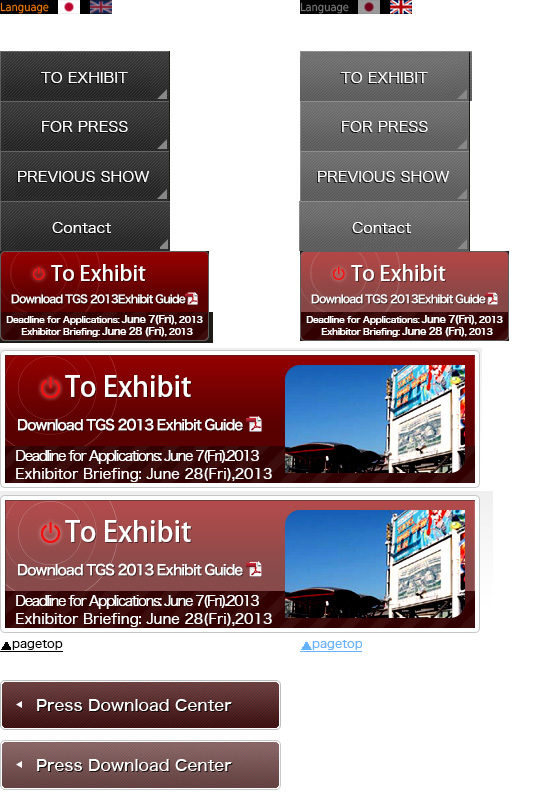 Language
Language
TO EXHIBIT
TO EXHIBIT
FOR PRESS
FOR PRESS
PREVIOUS SHOW
PREVIOUS SHOW
Contact
Contact
To Exhibit
Download TGS 2013Exhibit Guide
Deadline for Applications: June 7(Fri), 2013
Exhibitor Briefing: June 28 (Fri), 2013
To Exhibit
Download TGS 2013Exhibit Guide
Deadline for Applications: June 7(Fri), 2013
Exhibitor Briefing: June 28 (Fri), 2013
To Exhibit
Download TGS 2013 Exhibit Guide
Deadline for Applications: June 7(Fri),2013
Exhibitor Briefing: June 28(Fri),2013
To Exhibit
Download TGS 2013 Exhibit Guide
Deadline for Applications: June 7(Fri),2013
Exhibitor Briefing: June 28(Fri),2013
▲pagetop
▲pagetop
Press Download Center
Press Download Center